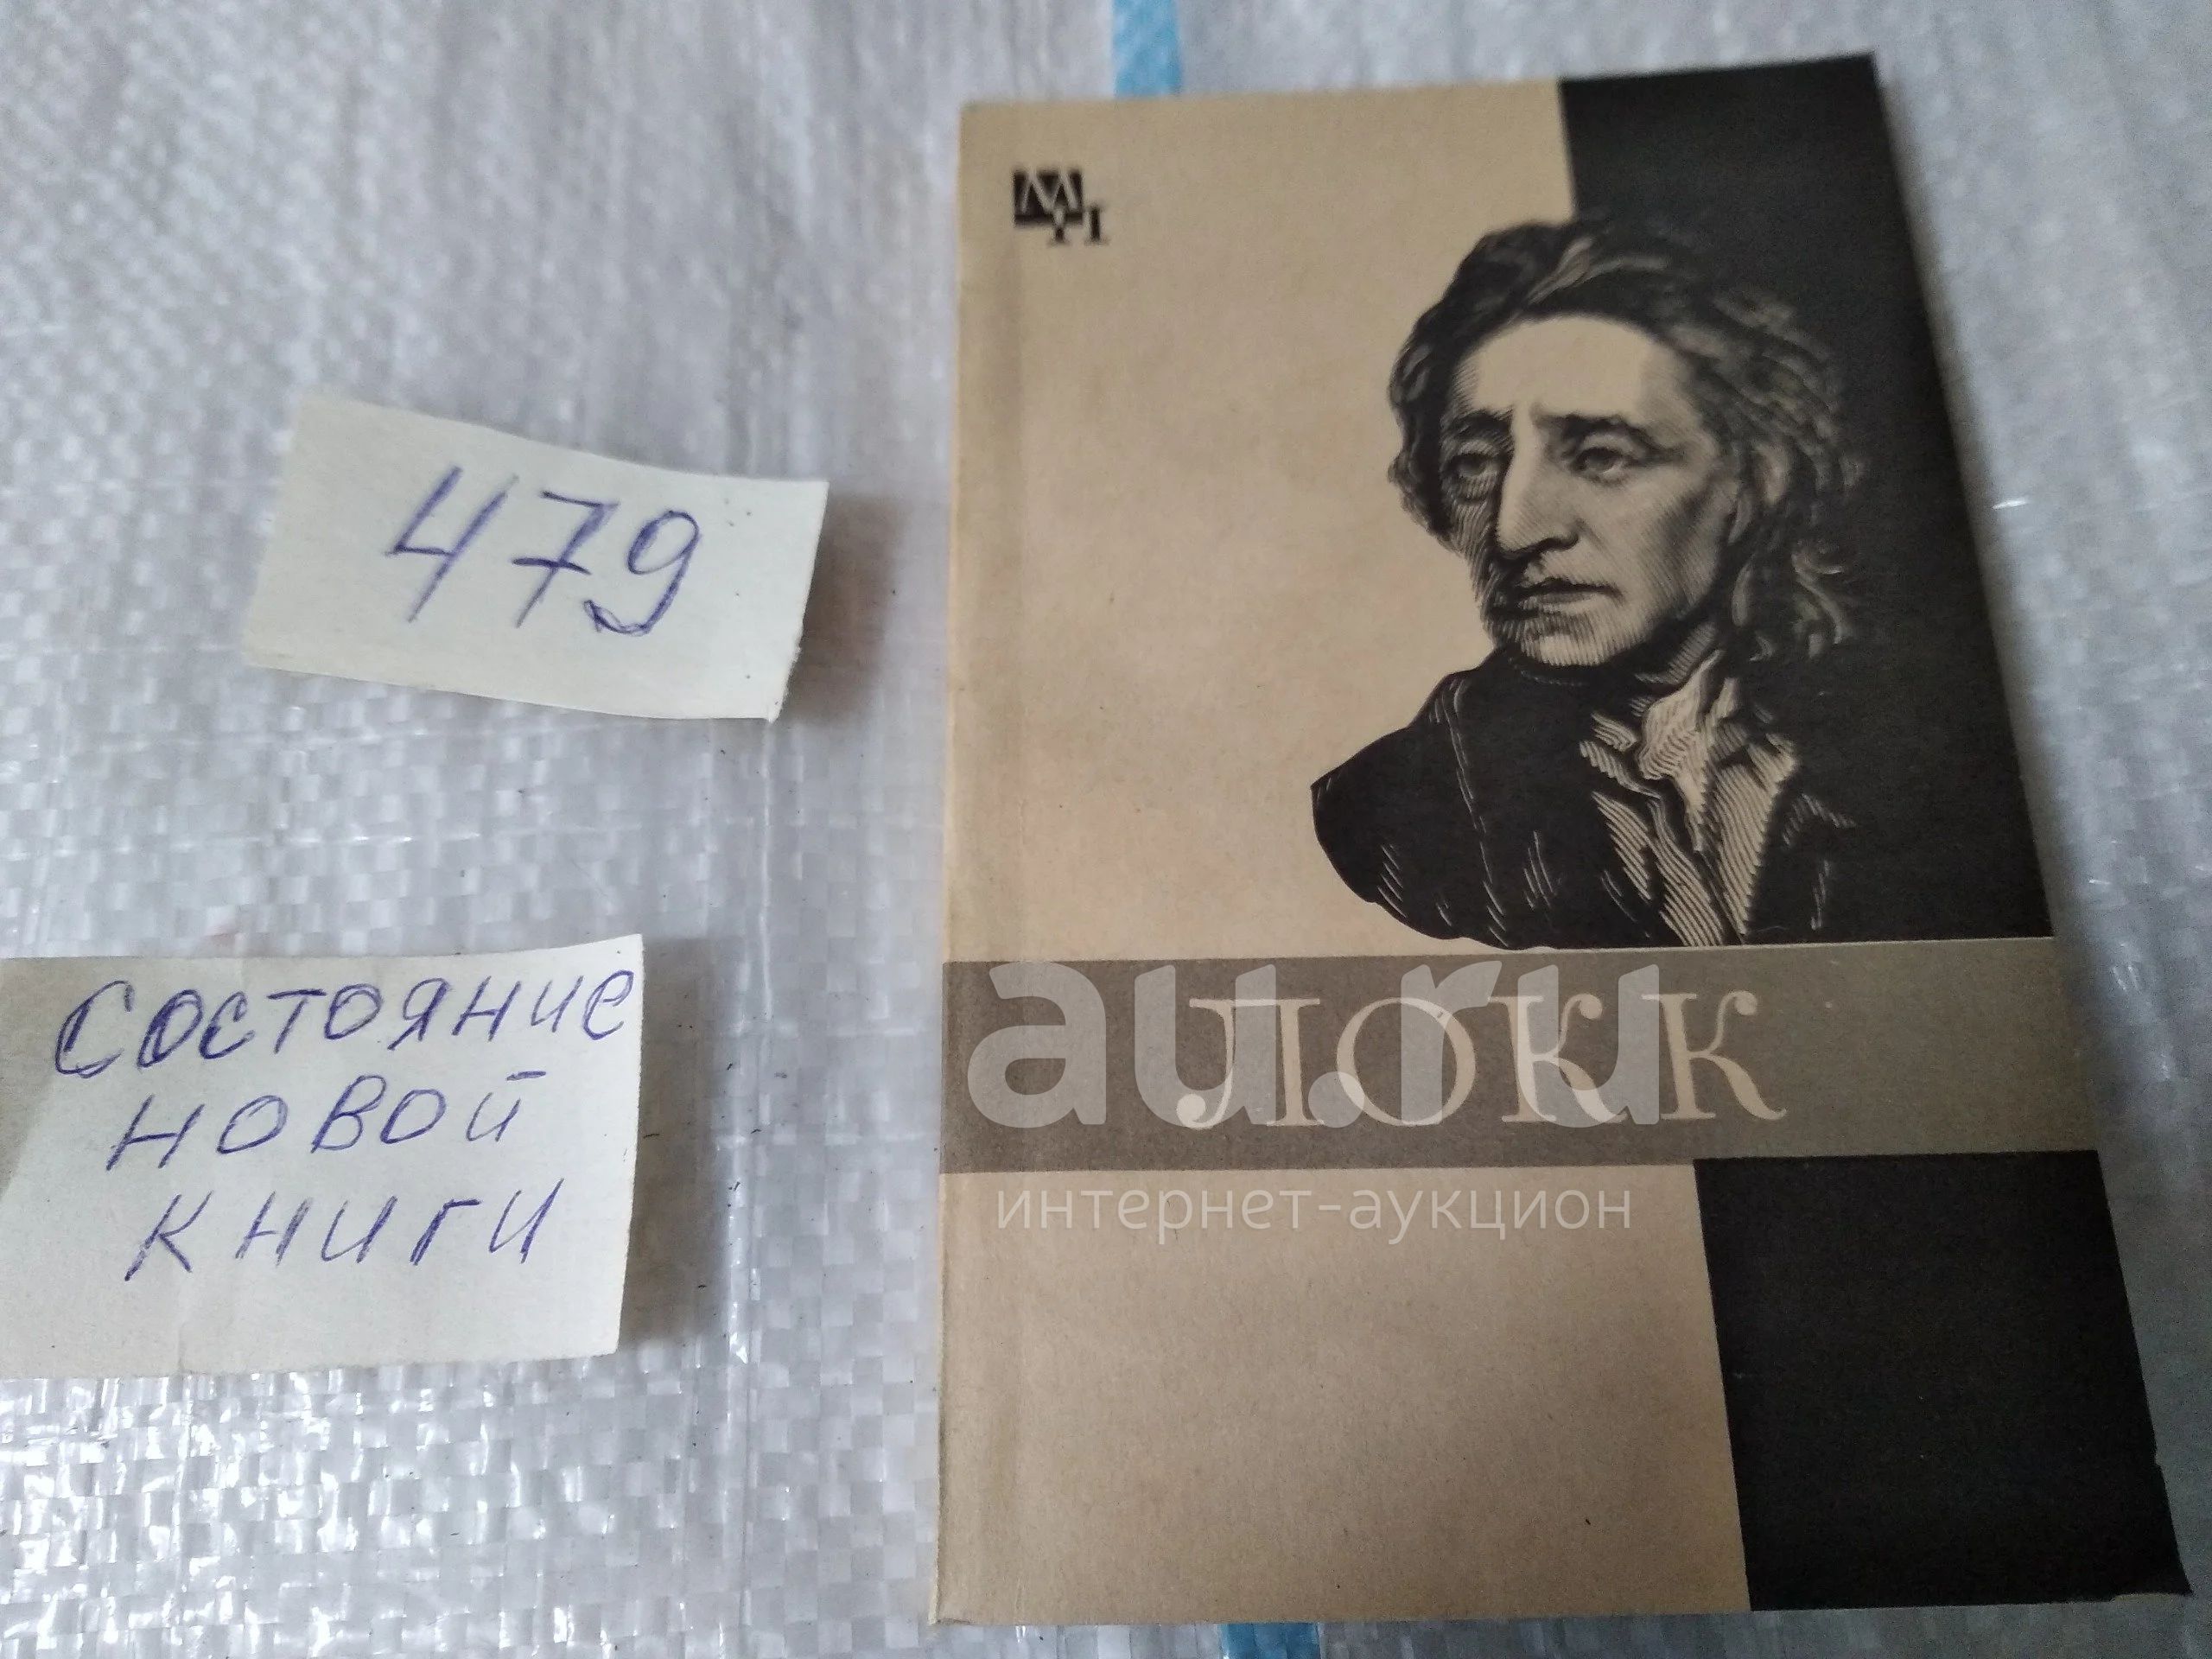 479
состояние
новой
книги
ЛОКК
au.ru
интернет-аукцион